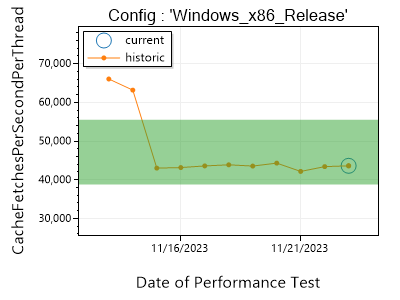 Config : 'Windows_x86_Release'
current
historic
CacheFetchesPerSecondPerThread
70,000
60,000
50,000
40,000
30,000
11/16/2023
11/21/2023
Date of Performance Test